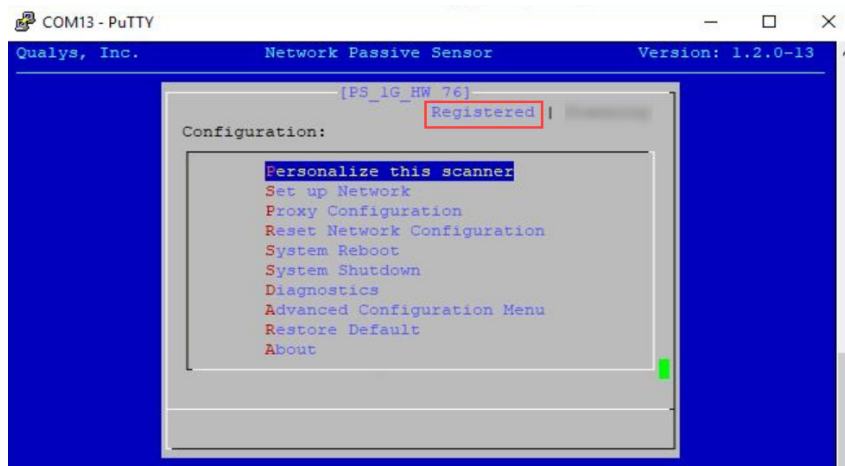 COM13 - PuTTY
Qualys, Inc. Network Passive Sensor Version: 1.2.0-13
[PS_1G_HW_76]
Registered |
Configuration:
Personalize this scanner
Set up Network
Proxy Configuration
Reset Network Configuration
System Reboot
System Shutdown
Diagnostics
Advanced Configuration Menu
Restore Default
About